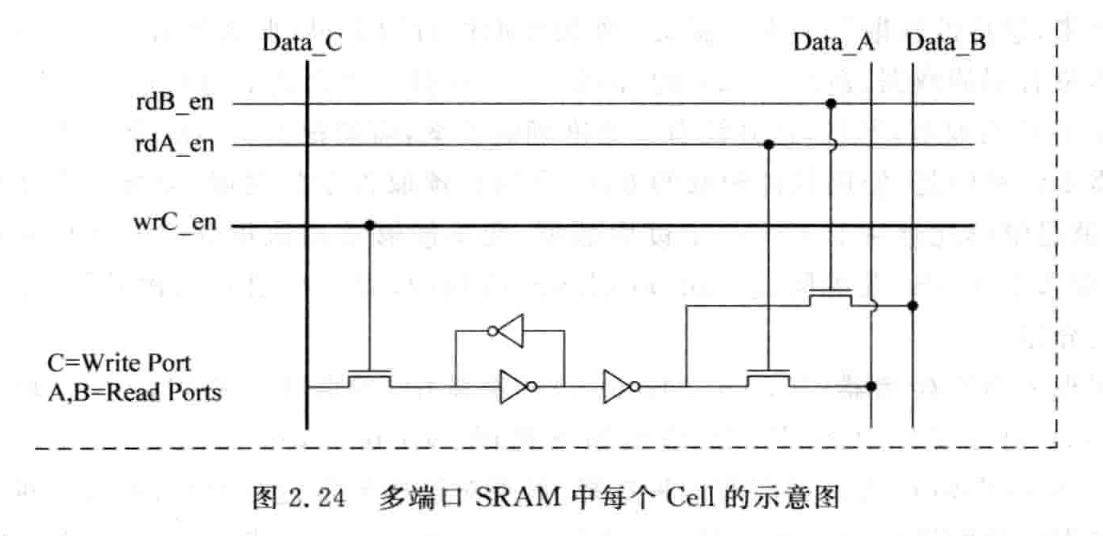 Data_C Data_A Data_B
rdB_en
rdA_en
wrC_en
C=Write Port
A,B=Read Ports
图 2.24 多端口 SRAM 中每个 Cell 的示意图